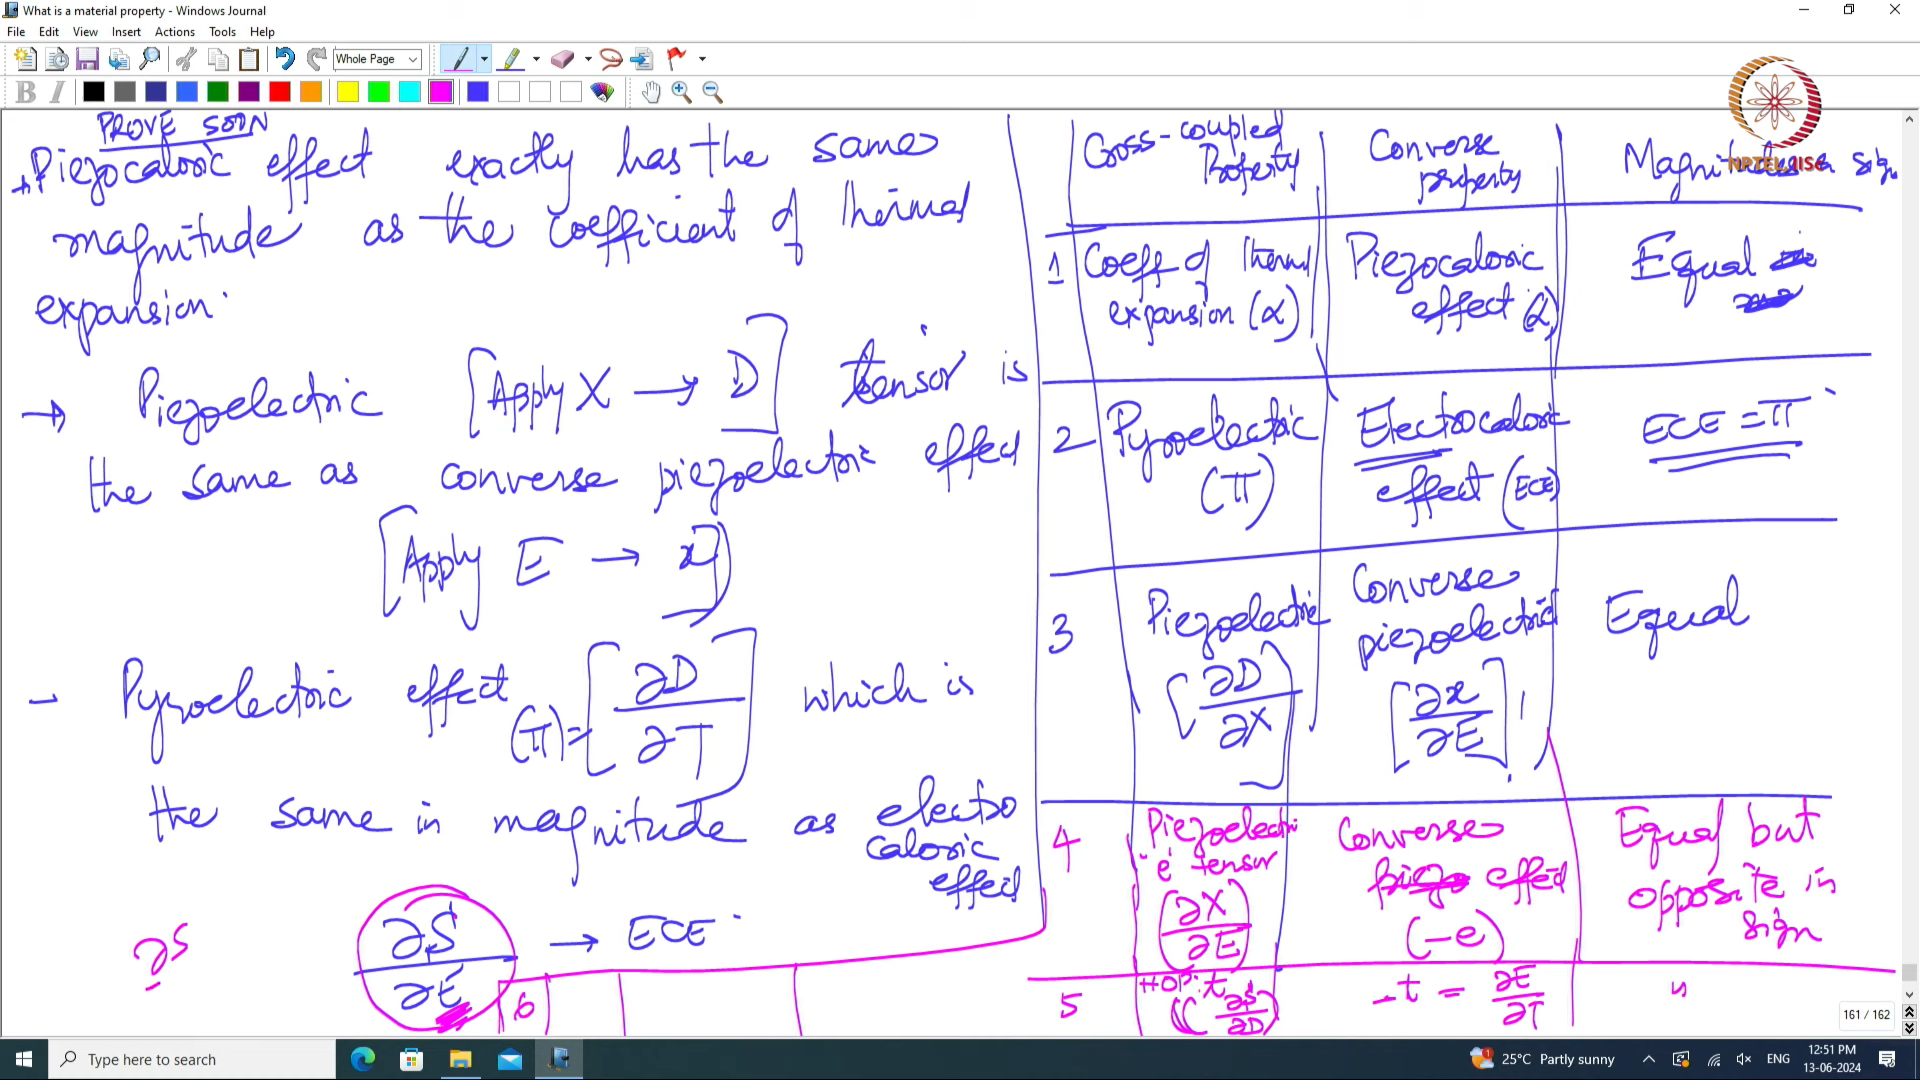 What is a material property - Windows Journal
File Edit View Insert Actions Tools Help
Whole Page
B I
NPTEL IISc
PROVE SOON
→ Piezocaloric effect exactly has the same
magnitude as the coefficient of thermal
expansion.
→ Piezoelectric [Apply X → D] tensor is
the same as converse piezoelectric effect
[Apply E → x]
- Pyroelectric effect (π) = [∂D/∂T] which is
the same in magnitude as electro
caloric
effect
∂S ∂S/∂E → ECE
Cross-coupled Property | Converse property | Magnitude & sign
1 Coeff of thermal expansion (α) | Piezocaloric effect (α) | Equal
2 Pyroelectric (π) | Electrocaloric effect (ECE) | ECE = π
3 Piezoelectric [∂D/∂X] | Converse piezoelectric [∂x/∂E] | Equal
4 Piezoelectric e tensor (∂X/∂E) | Converse effect (-e) | Equal but opposite in sign
5 HOP: t (∂S/∂D) | -t = ∂E/∂T | "
6
161 / 162
Type here to search
25°C Partly sunny
ENG
12:51 PM
13-06-2024